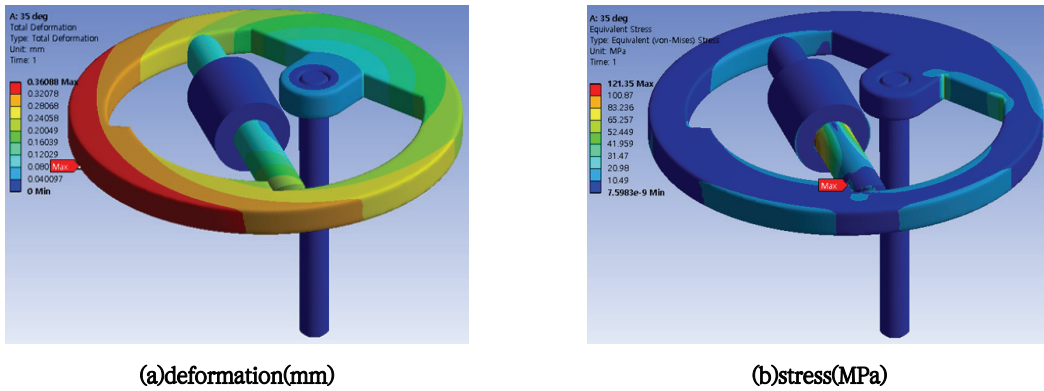 A: 35 deg
Total Deformation
Type: Total Deformation
Unit: mm
Time: 1
0.36088 Max
0.32078
0.28068
0.24058
0.20049
0.16039
0.12029
0.080
0.040097
0 Min
Max
(a)deformation(mm)
A: 35 deg
Equivalent Stress
Type: Equivalent (von-Mises) Stress
Unit: MPa
Time: 1
121.35 Max
100.87
83.236
65.257
52.449
41.959
31.47
20.98
10.49
7.5983e-9 Min
Max
(b)stress(MPa)